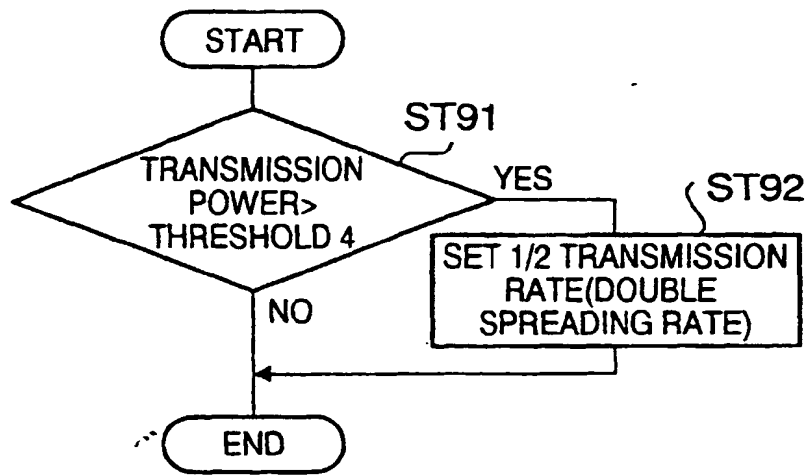 START
ST91
TRANSMISSION
POWER>
THRESHOLD 4
YES
ST92
SET 1/2 TRANSMISSION
RATE(DOUBLE
SPREADING RATE)
NO
END